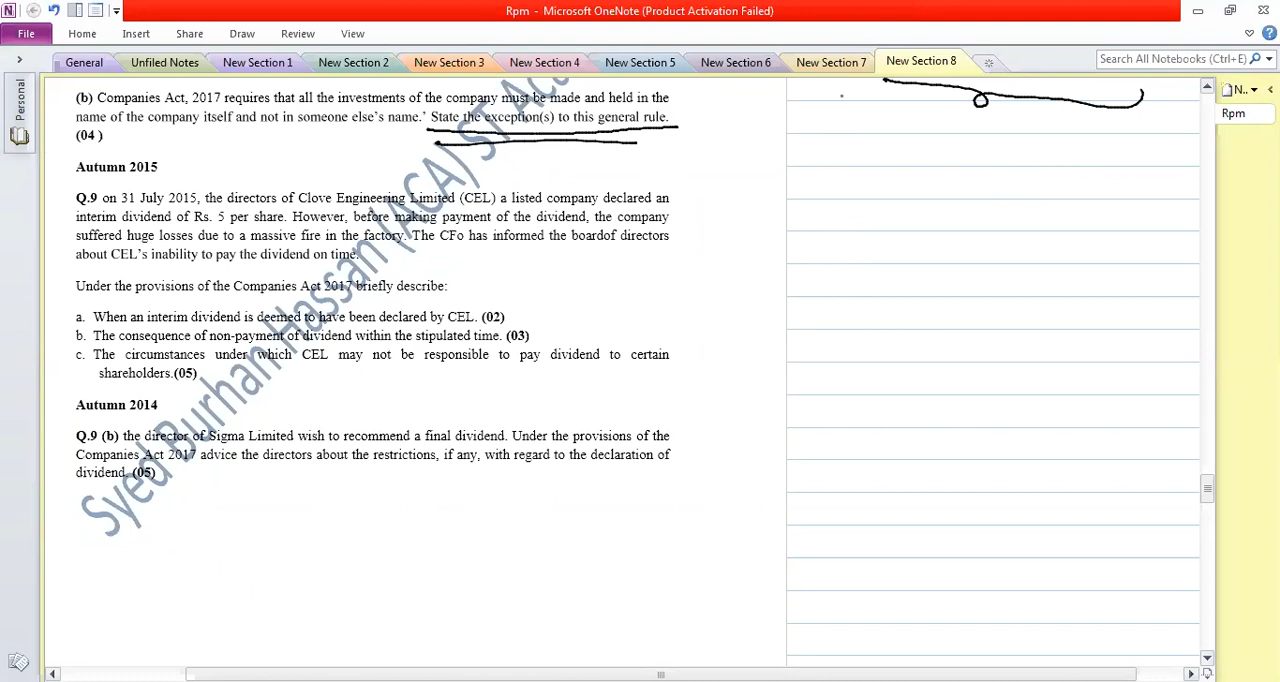 Rpm - Microsoft OneNote (Product Activation Failed)
File Home Insert Share Draw Review View
General Unfiled Notes New Section 1 New Section 2 New Section 3 New Section 4 New Section 5 New Section 6 New Section 7 New Section 8
Search All Notebooks (Ctrl+E)
Personal
N..
Rpm
(b) Companies Act, 2017 requires that all the investments of the company must be made and held in the
name of the company itself and not in someone else's name.' State the exception(s) to this general rule.
(04 )
Autumn 2015
Q.9 on 31 July 2015, the directors of Clove Engineering Limited (CEL) a listed company declared an
interim dividend of Rs. 5 per share. However, before making payment of the dividend, the company
suffered huge losses due to a massive fire in the factory. The CFo has informed the boardof directors
about CEL's inability to pay the dividend on time.
Under the provisions of the Companies Act 2017 briefly describe:
a. When an interim dividend is deemed to have been declared by CEL. (02)
b. The consequence of non-payment of dividend within the stipulated time. (03)
c. The circumstances under which CEL may not be responsible to pay dividend to certain
shareholders.(05)
Autumn 2014
Q.9 (b) the director of Sigma Limited wish to recommend a final dividend. Under the provisions of the
Companies Act 2017 advice the directors about the restrictions, if any, with regard to the declaration of
dividend. (05)
Syed Burhan Hassan (ACA) ST Aca